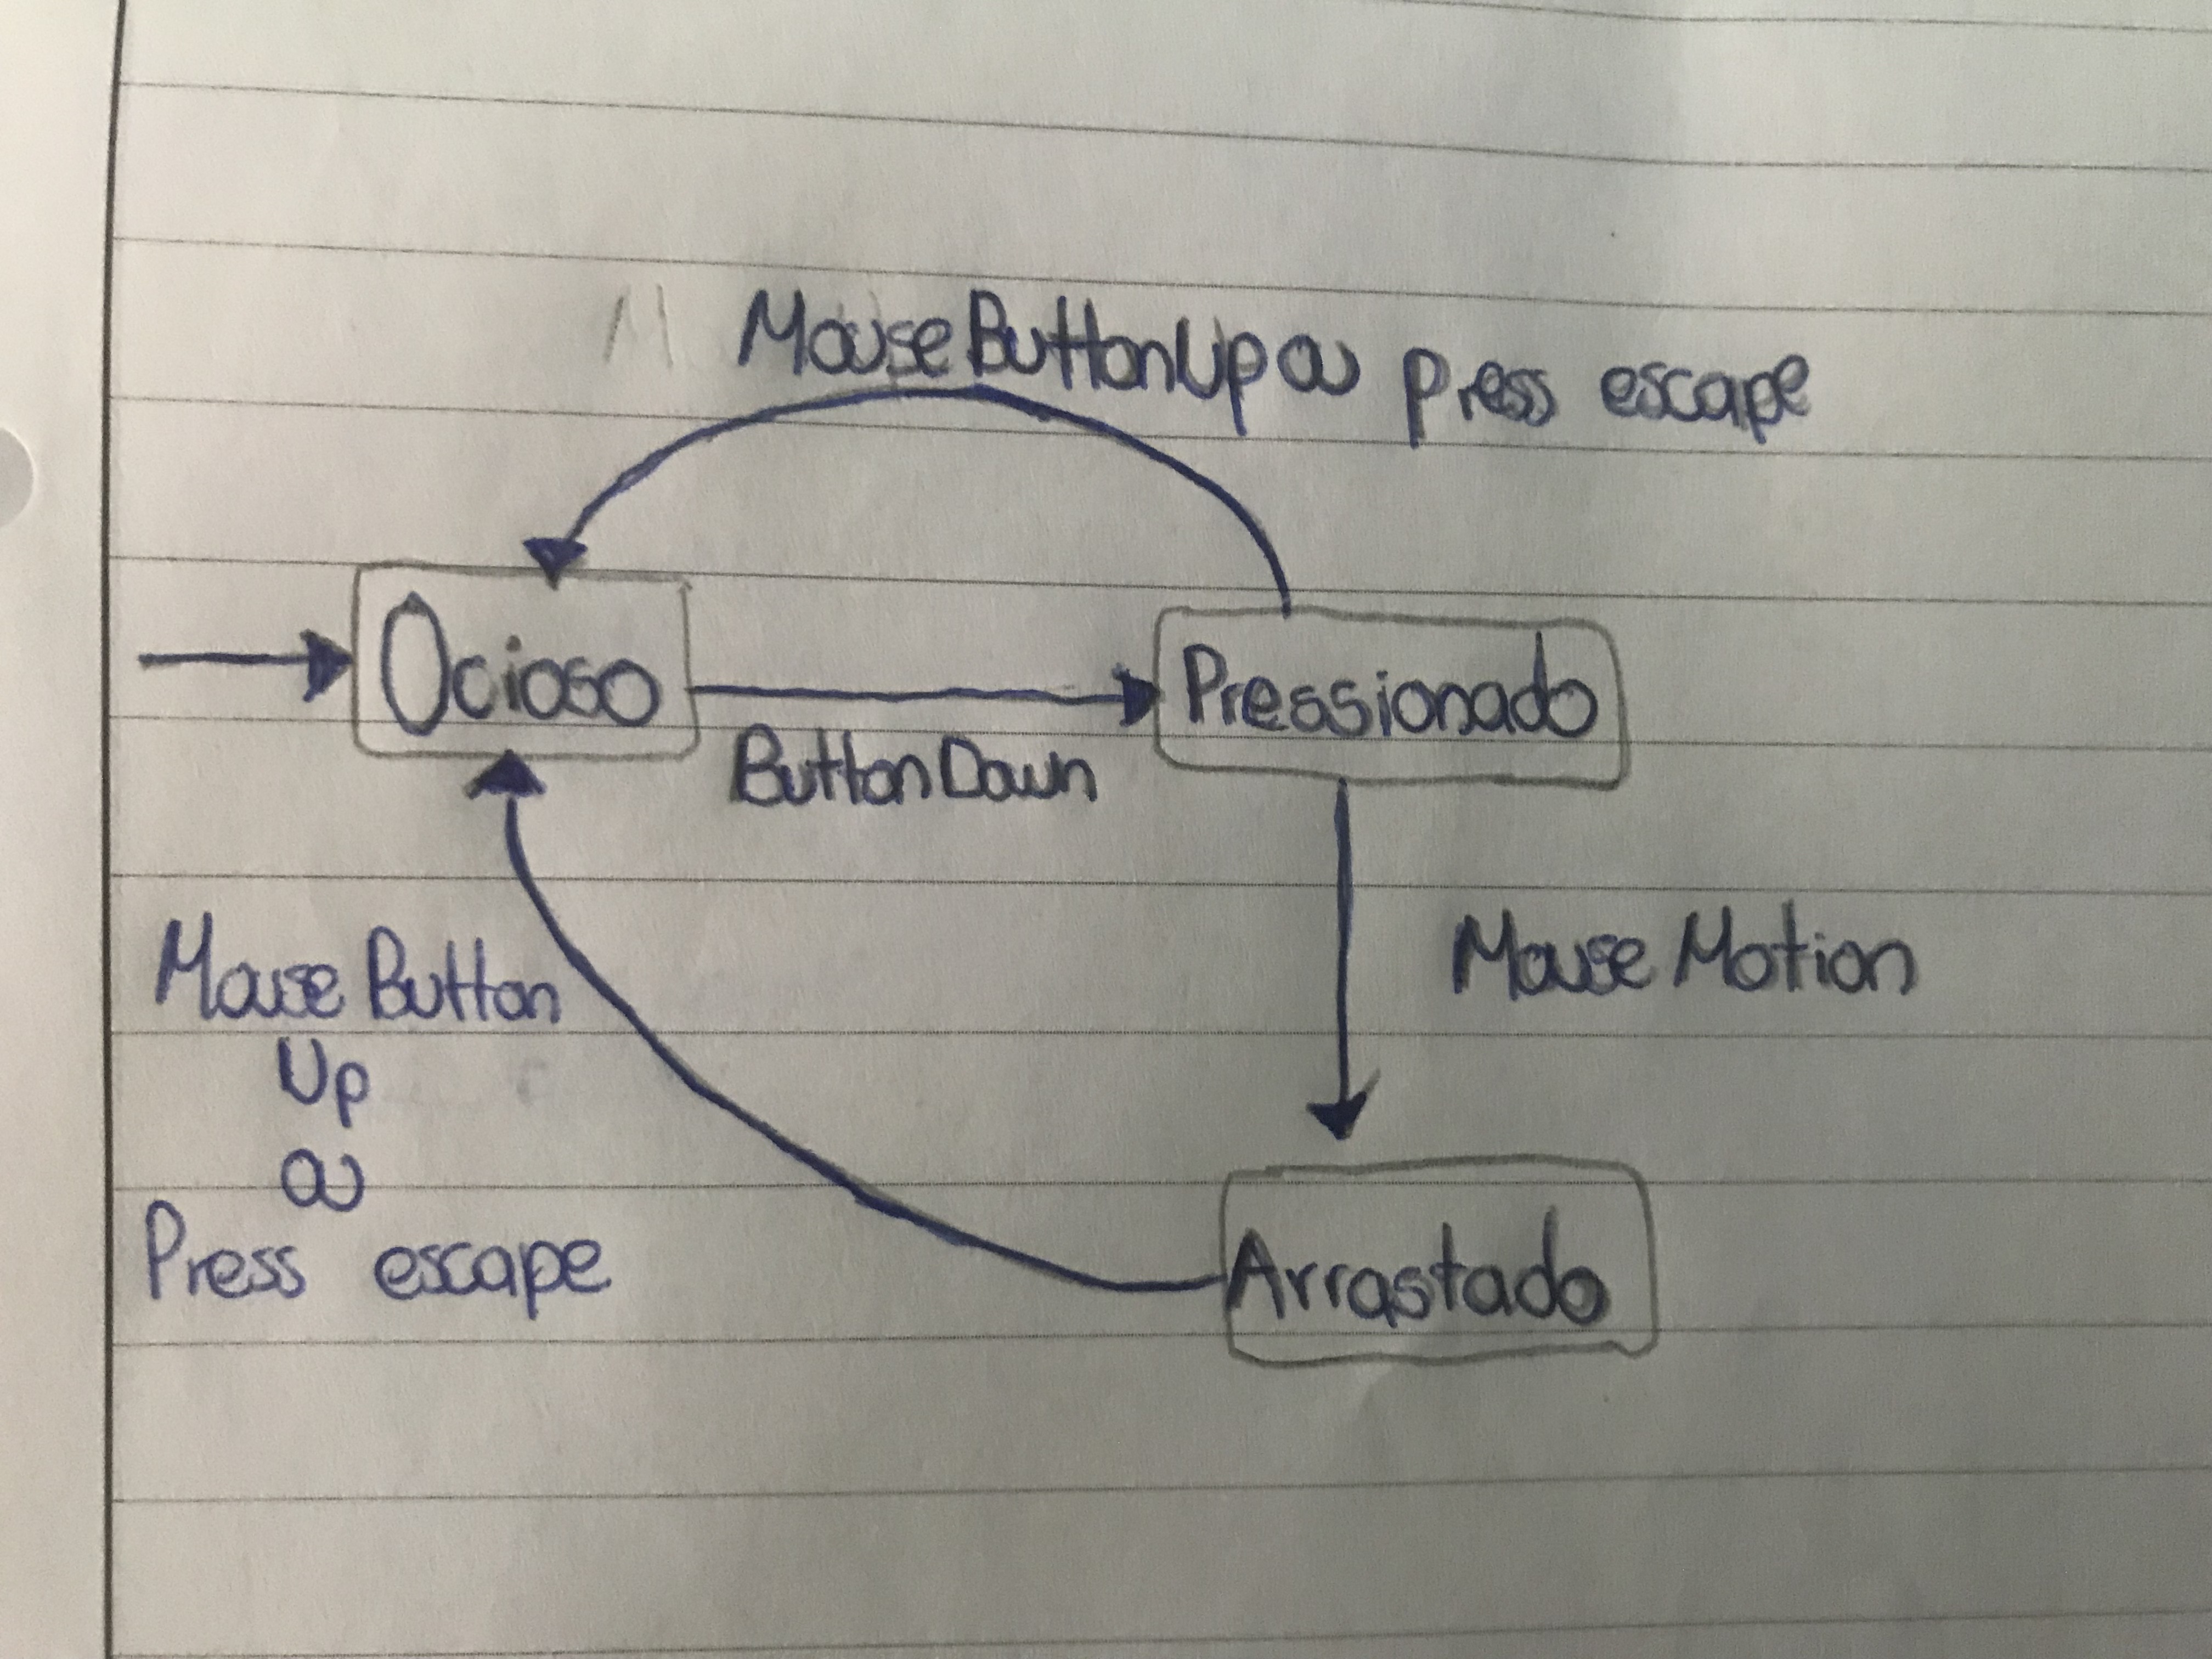 MouseButtonUp ou press escape
Ocioso
Pressionado
ButtonDown
Mouse Motion
Mouse Button
Up
ou
Press escape
Arrastado